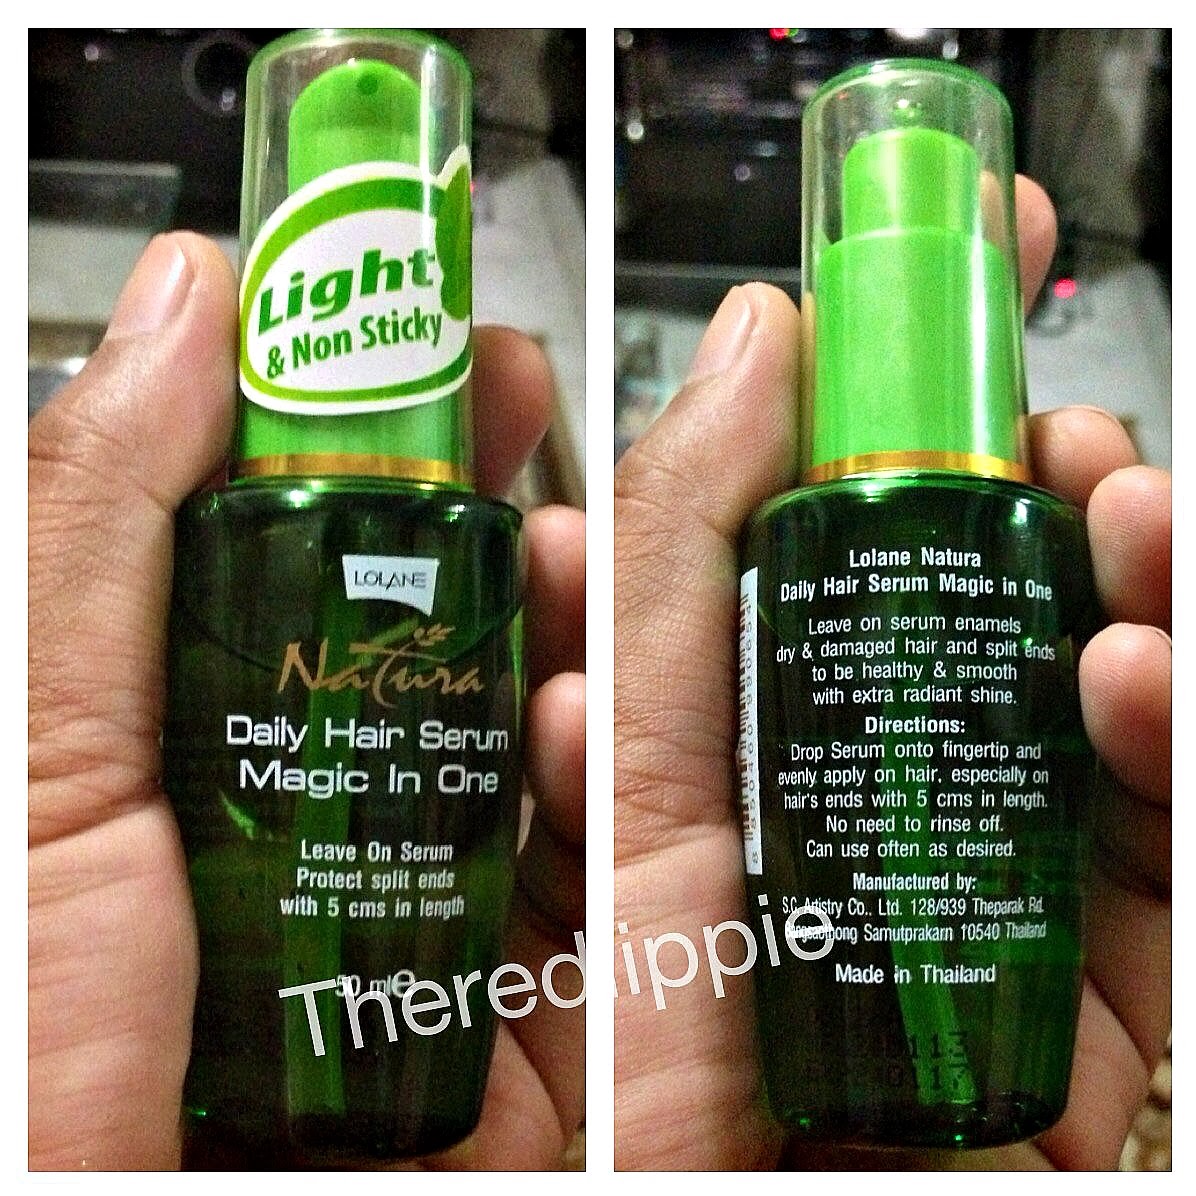 Light
& Non Sticky
LOLANE
Natura
Daily Hair Serum
Magic In One
Leave On Serum
Protect split ends
with 5 cms in length
50 ml e
Lolane Natura
Daily Hair Serum Magic in One
Leave on serum enamels
dry & damaged hair and split ends
to be healthy & smooth
with extra radiant shine.
Directions:
Drop Serum onto fingertip and
evenly apply on hair, especially on
hair's ends with 5 cms in length.
No need to rinse off.
Can use often as desired.
Manufactured by:
S.C. Artistry Co., Ltd. 128/939 Theparak Rd.
Samutprakarn 10540 Thailand
Made in Thailand